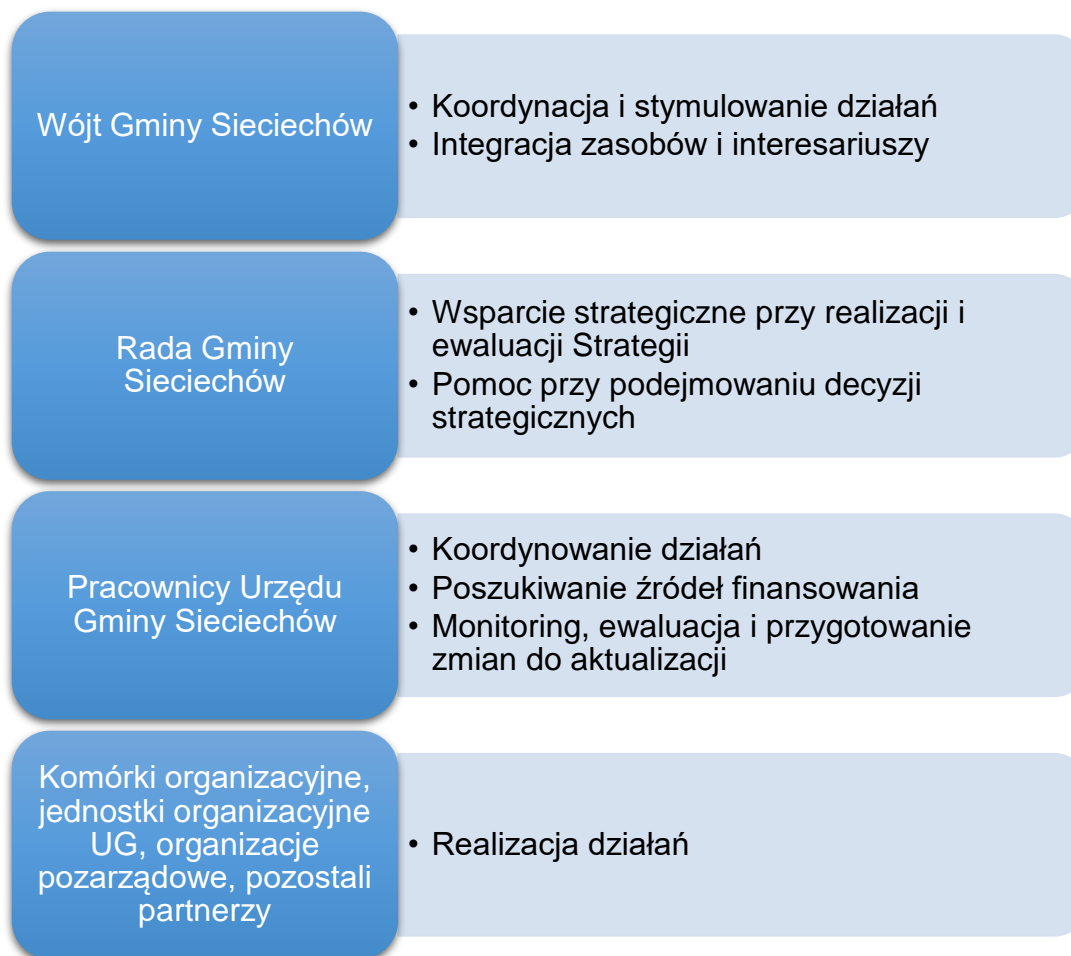 Wójt Gminy Sieciechów
• Koordynacja i stymulowanie działań
• Integracja zasobów i interesariuszy
Rada Gminy
Sieciechów
• Wsparcie strategiczne przy realizacji i
ewaluacji Strategii
• Pomoc przy podejmowaniu decyzji
strategicznych
Pracownicy Urzędu
Gminy Sieciechów
• Koordynowanie działań
• Poszukiwanie źródeł finansowania
• Monitoring, ewaluacja i przygotowanie
zmian do aktualizacji
Komórki organizacyjne,
jednostki organizacyjne
UG, organizacje
pozarządowe, pozostali
partnerzy
• Realizacja działań